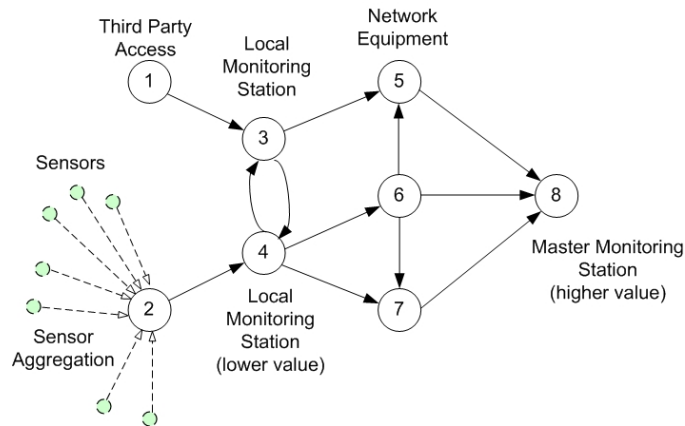 Third Party
Access
1
Local
Monitoring
Station
3
Network
Equipment
5
Sensors
6
8
4
Master Monitoring
Station
(higher value)
2
7
Local
Monitoring
Station
(lower value)
Sensor
Aggregation